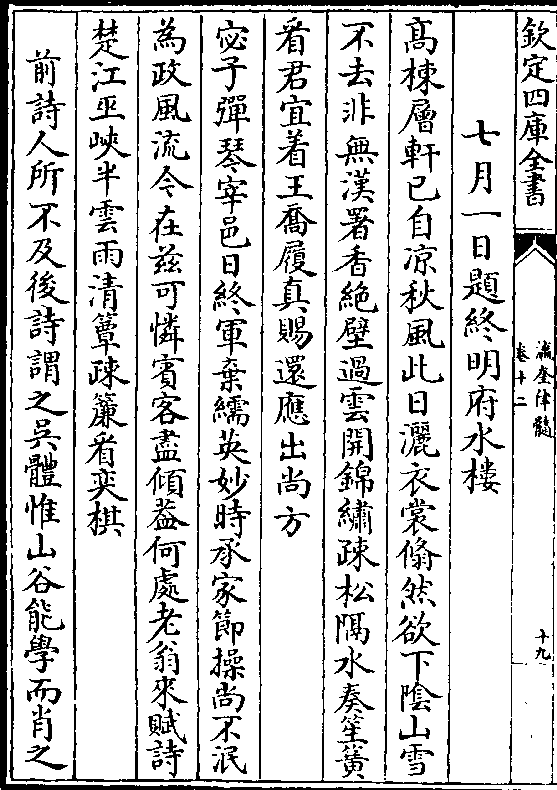 欽定四庫全書
瀛奎律髓
卷十二
十九
七月一日題終明府水樓
髙棟層軒已自凉秋風此日灑衣裳翛然欲下陰山雪
不去非無漢署香絶壁過雲開錦繡疎松隔水奏笙簧
看君宜着王喬履真賜還應出尚方
宓子彈琴宰邑日終軍棄繻英妙時承家節操尚不泯
為政風流今在兹可憐賓客盡傾葢何處老翁來賦詩
楚江巫峽半雲雨清簟疎簾看奕棋
前詩人所不及後詩謂之吳體惟山谷能學而肖之